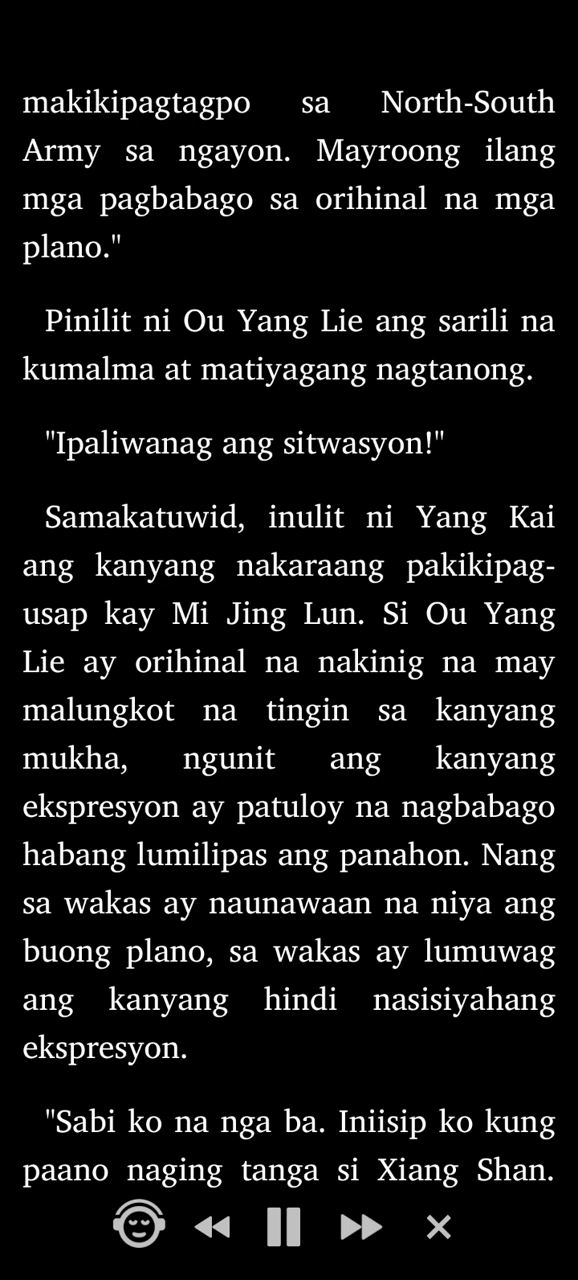 makikipagtagpo sa North-South
Army sa ngayon. Mayroong ilang
mga pagbabago sa orihinal na mga
plano."
Pinilit ni Ou Yang Lie ang sarili na
kumalma at matiyagang nagtanong.
"Ipaliwanag ang sitwasyon!"
Samakatuwid, inulit ni Yang Kai
ang kanyang nakaraang pakikipag-
usap kay Mi Jing Lun. Si Ou Yang
Lie ay orihinal na nakinig na may
malungkot na tingin sa kanyang
mukha, ngunit ang kanyang
ekspresyon ay patuloy na nagbabago
habang lumilipas ang panahon. Nang
sa wakas ay naunawaan na niya ang
buong plano, sa wakas ay lumuwag
ang kanyang hindi nasisiyahang
ekspresyon.
"Sabi ko na nga ba. Iniisip ko kung
paano naging tanga si Xiang Shan.